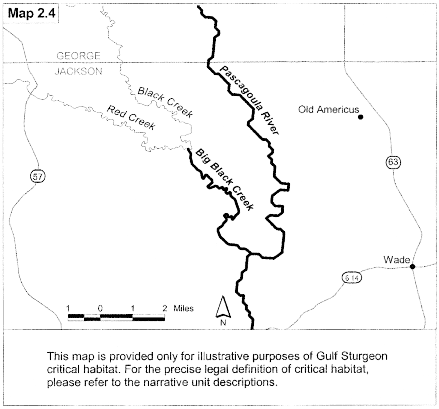 Map 2.4
GEORGE
JACKSON
Black Creek
Red Creek
Pascagoula River
Old Americus
Big Black Creek
63
57
Wade
614
1 0 1 2 Miles
N
This map is provided only for illustrative purposes of Gulf Sturgeon
critical habitat. For the precise legal definition of critical habitat,
please refer to the narrative unit descriptions.